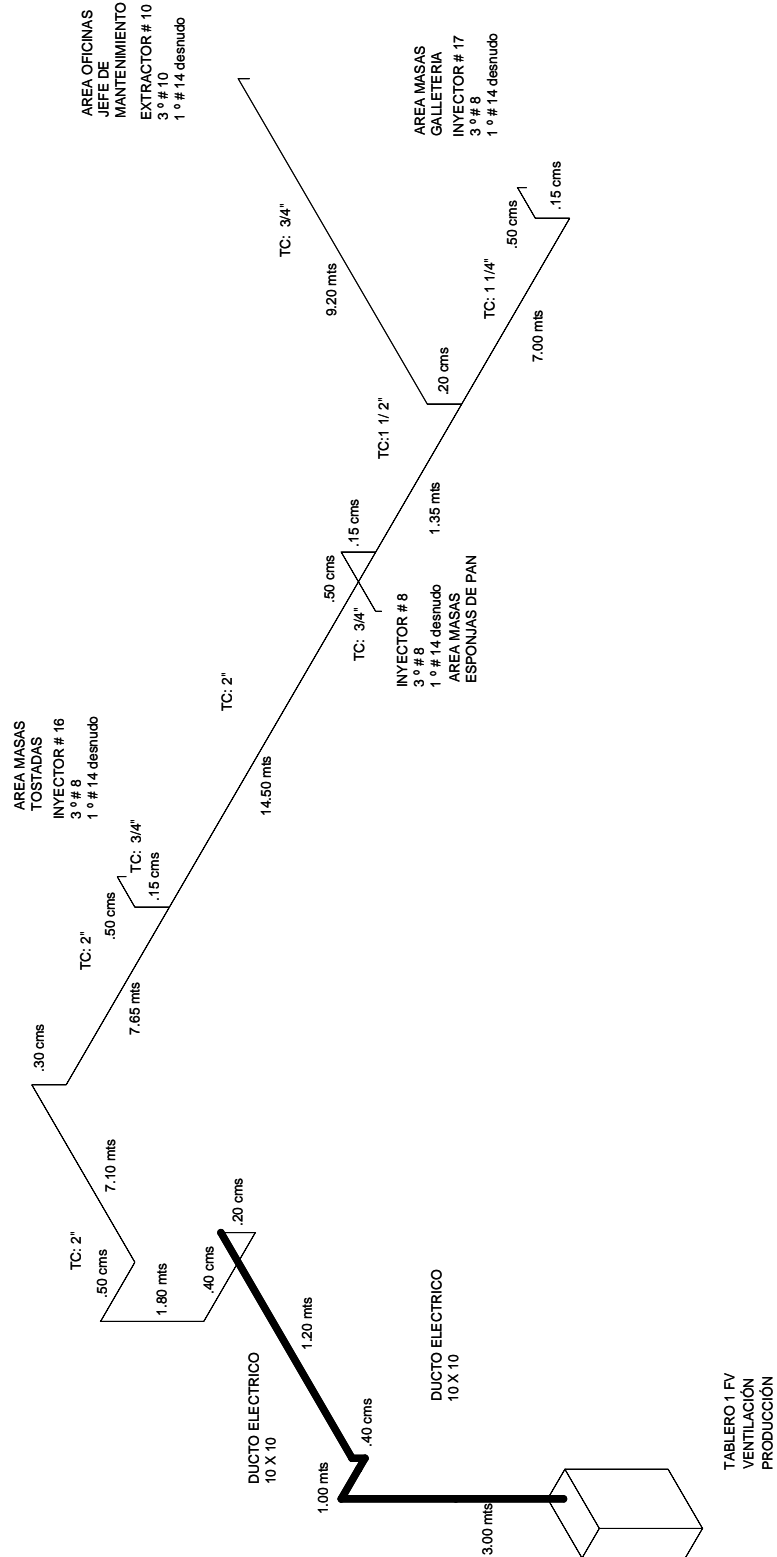 AREA OFICINAS
JEFE DE
MANTENIMIENTO
EXTRACTOR # 10
3 º # 10
1 º # 14 desnudo
TC: 3/4"
9.20 mts
AREA MASAS
GALLETERIA
INYECTOR # 17
3 º # 8
1 º # 14 desnudo
.50 cms
.15 cms
TC: 1 1/4"
7.00 mts
.20 cms
TC:1 1/ 2"
1.35 mts
.15 cms
.50 cms
TC: 3/4"
INYECTOR # 8
3 º # 8
1 º # 14 desnudo
AREA MASAS
ESPONJAS DE PAN
TC: 2"
14.50 mts
AREA MASAS
TOSTADAS
INYECTOR # 16
3 º # 8
1 º # 14 desnudo
TC: 3/4"
.15 cms
.50 cms
TC: 2"
7.65 mts
.30 cms
7.10 mts
TC: 2"
.50 cms
1.80 mts
.40 cms
.20 cms
1.20 mts
DUCTO ELECTRICO
10 X 10
DUCTO ELECTRICO
10 X 10
.40 cms
1.00 mts
3.00 mts
TABLERO 1 FV
VENTILACIÓN
PRODUCCIÓN